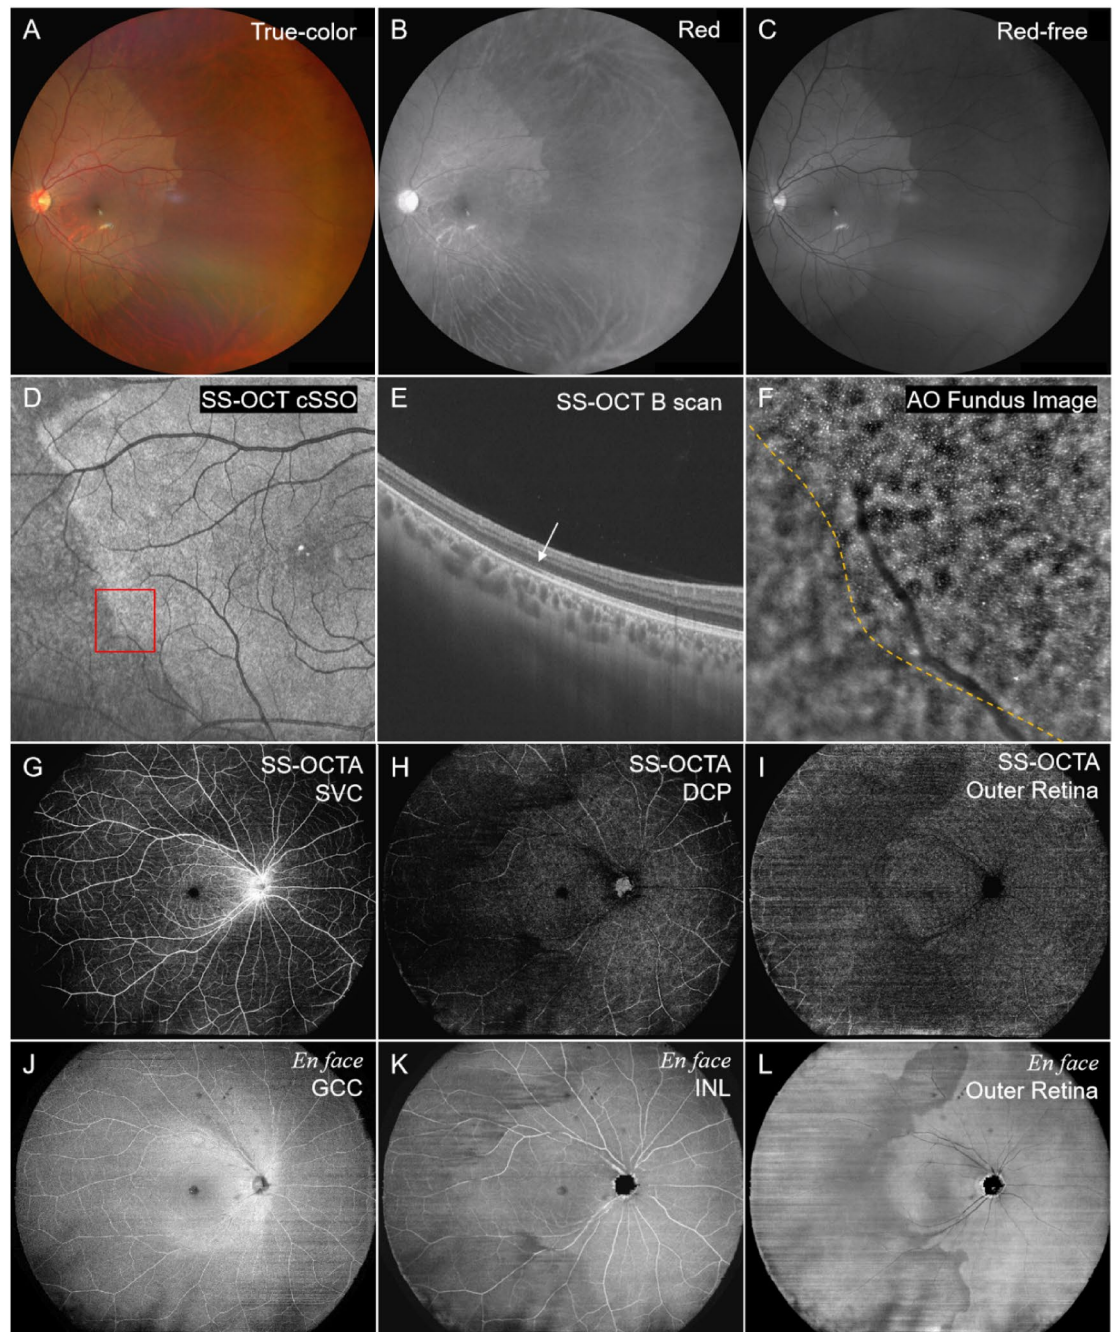 A
True-color
B
Red
C
Red-free
D
SS-OCT cSSO
E
SS-OCT B scan
F
AO Fundus Image
G
SS-OCTA
SVC
H
SS-OCTA
DCP
I
SS-OCTA
Outer Retina
J
En face
GCC
K
En face
INL
L
En face
Outer Retina